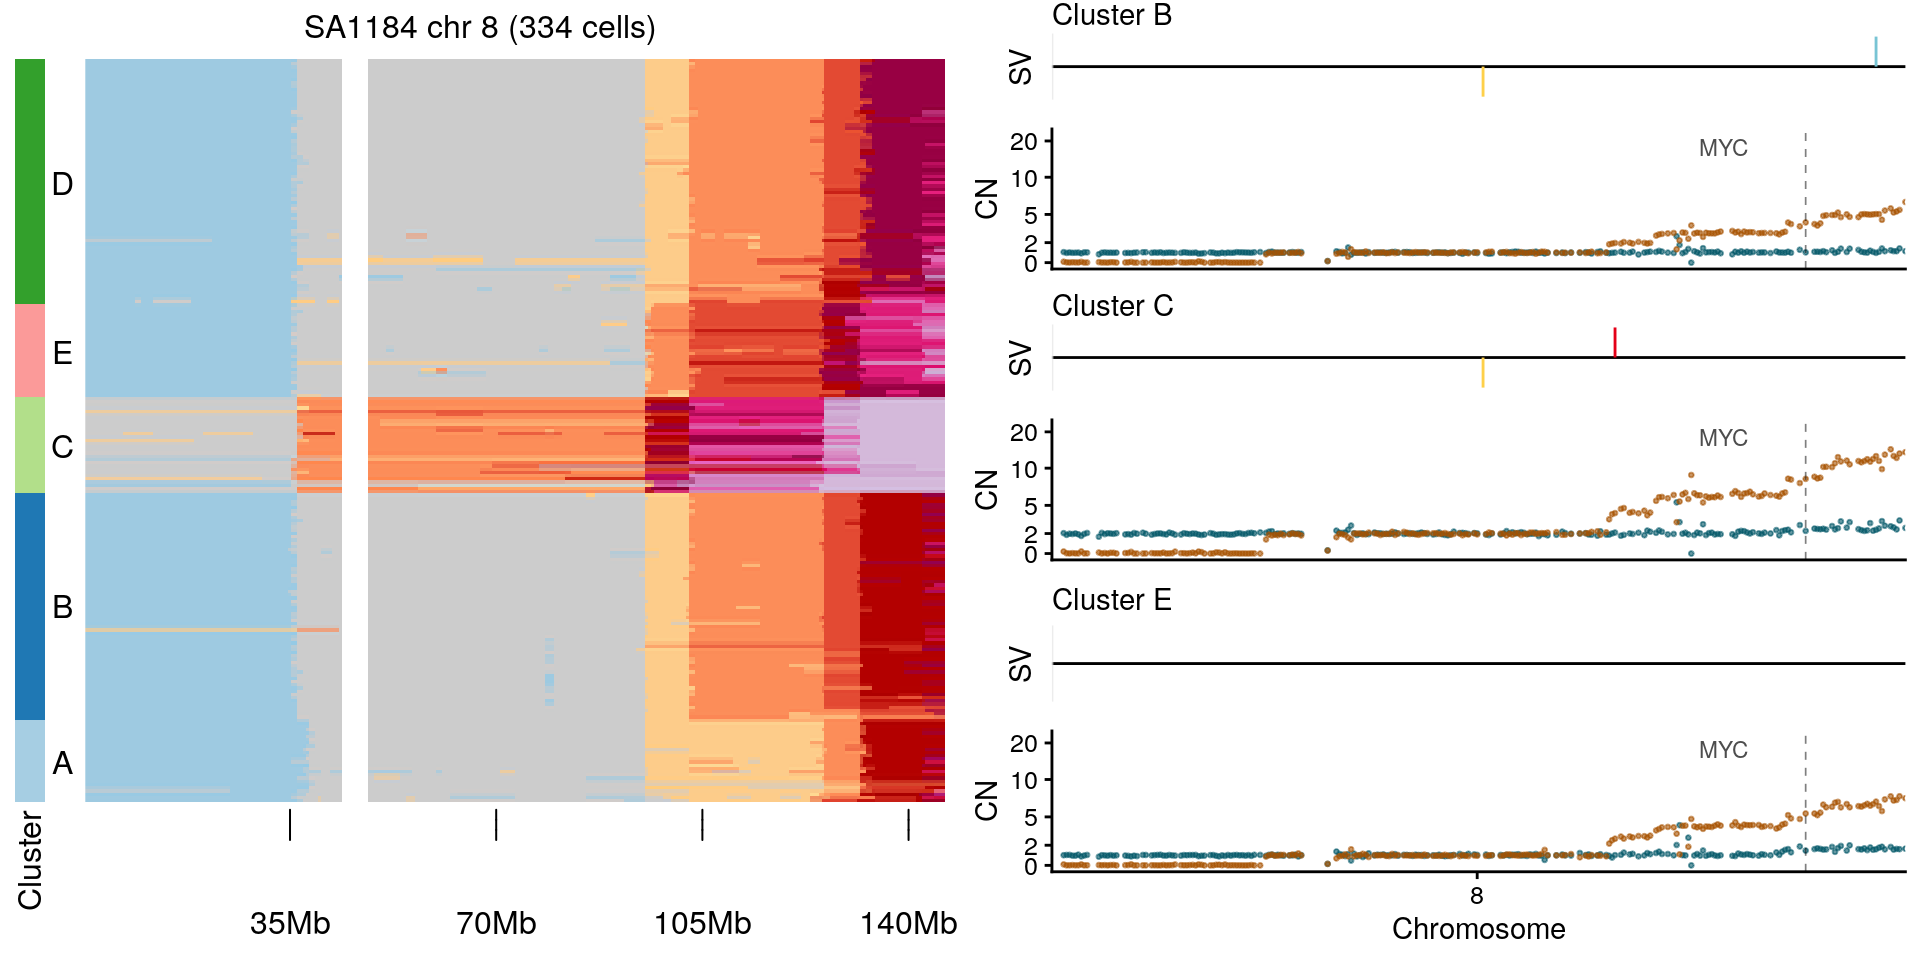 SA1184 chr 8 (334 cells)
D
E
C
B
A
Cluster
35Mb 70Mb 105Mb 140Mb
Cluster B
SV
CN
20
10
5
2
0
MYC
Cluster C
SV
CN
20
10
5
2
0
MYC
Cluster E
SV
CN
20
10
5
2
0
MYC
8
Chromosome